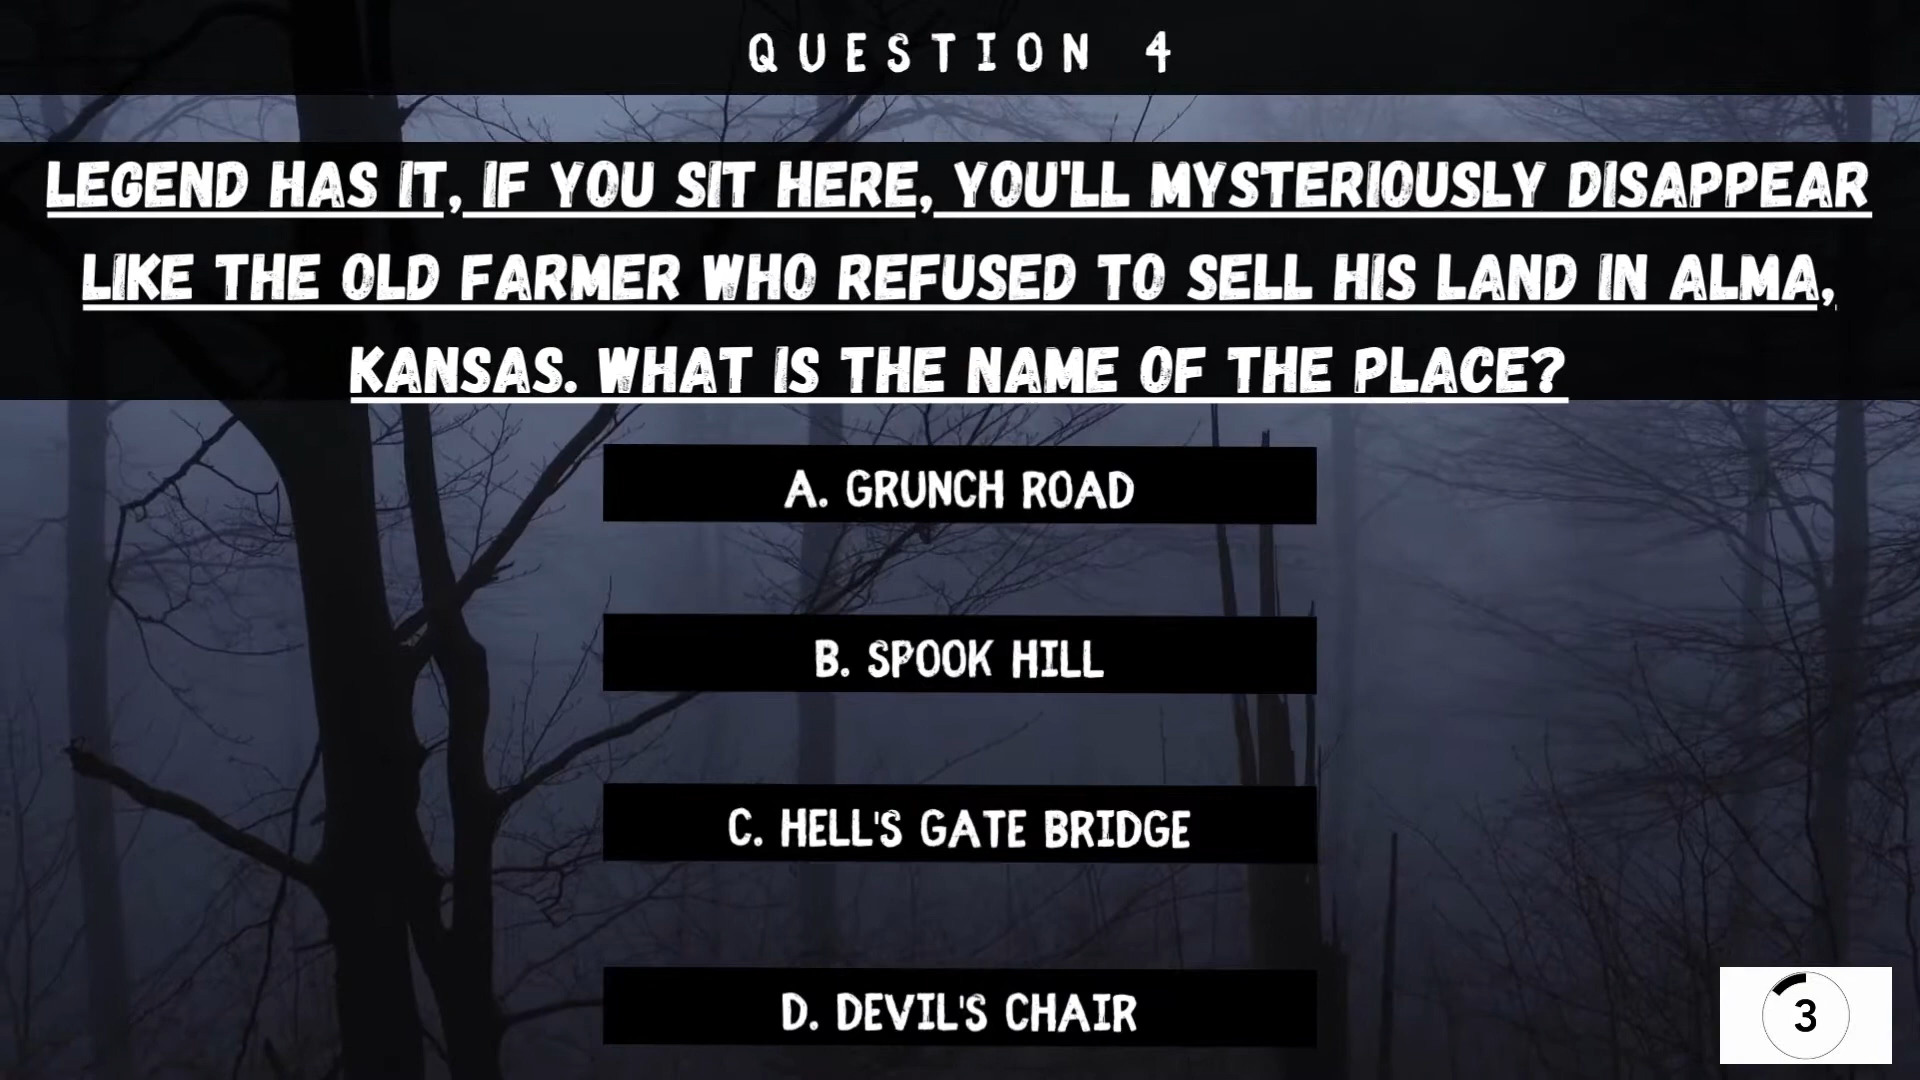 QUESTION 4
LEGEND HAS IT, IF YOU SIT HERE, YOU'LL MYSTERIOUSLY DISAPPEAR
LIKE THE OLD FARMER WHO REFUSED TO SELL HIS LAND IN ALMA,
KANSAS. WHAT IS THE NAME OF THE PLACE?
A. GRUNCH ROAD
B. SPOOK HILL
C. HELL'S GATE BRIDGE
D. DEVIL'S CHAIR
3